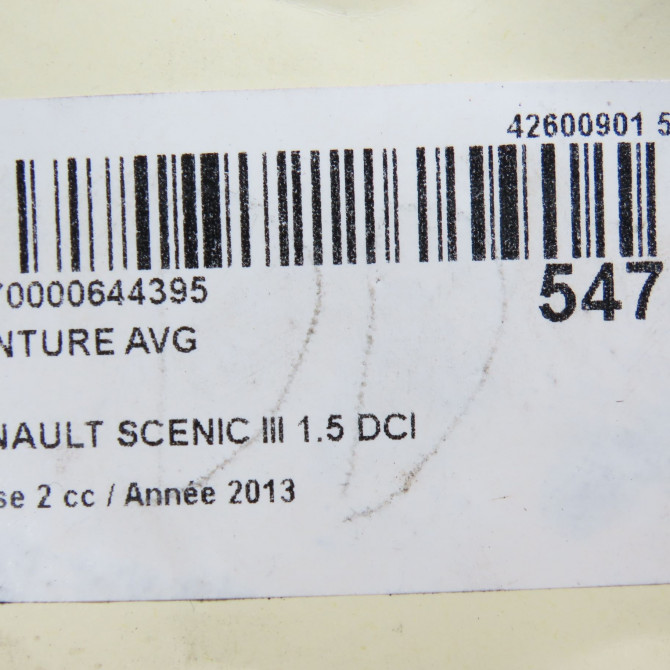 42600901 5
70000644395
547
NTURE AVG
NAULT SCENIC III 1.5 DCI
se 2 cc / Année 2013